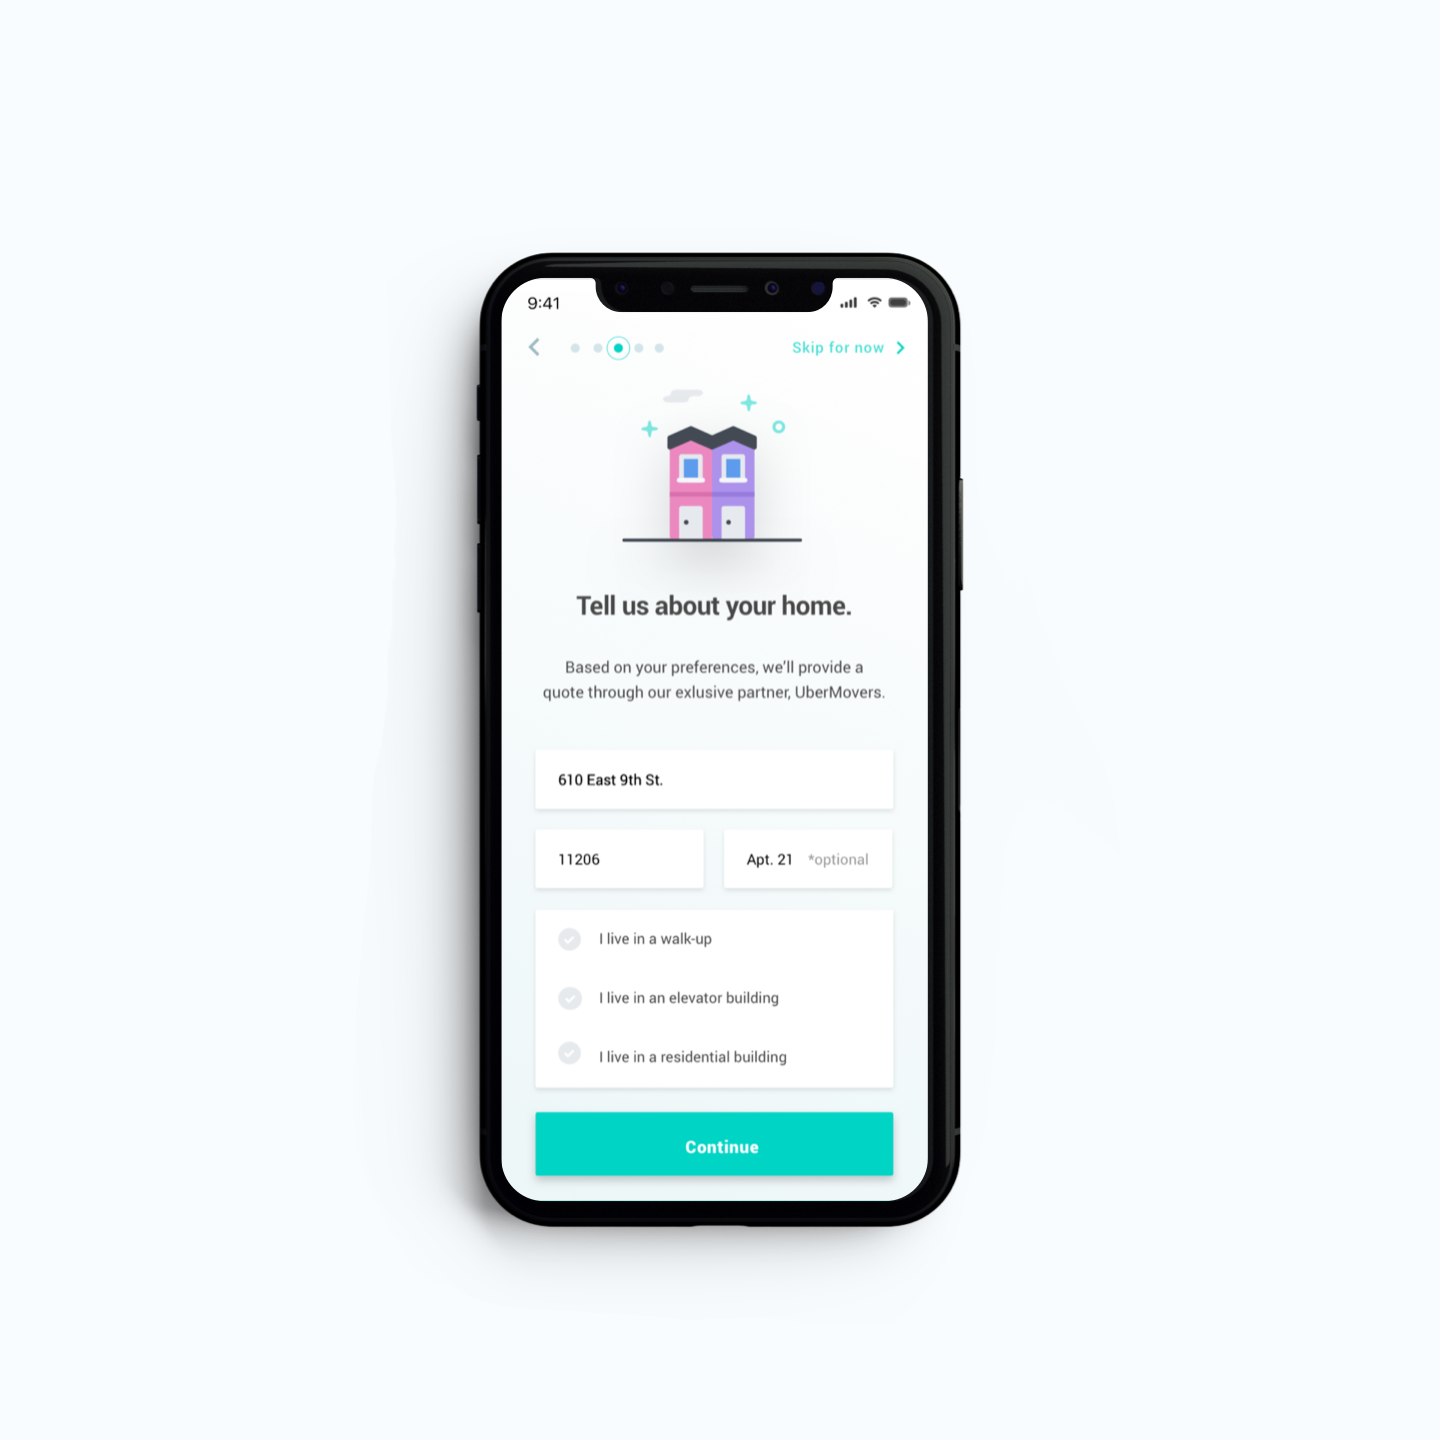 9:41
Skip for now
Tell us about your home.
Based on your preferences, we'll provide a
quote through our exlusive partner, UberMovers.
610 East 9th St.
11206
Apt. 21 *optional
I live in a walk-up
I live in an elevator building
I live in a residential building
Continue